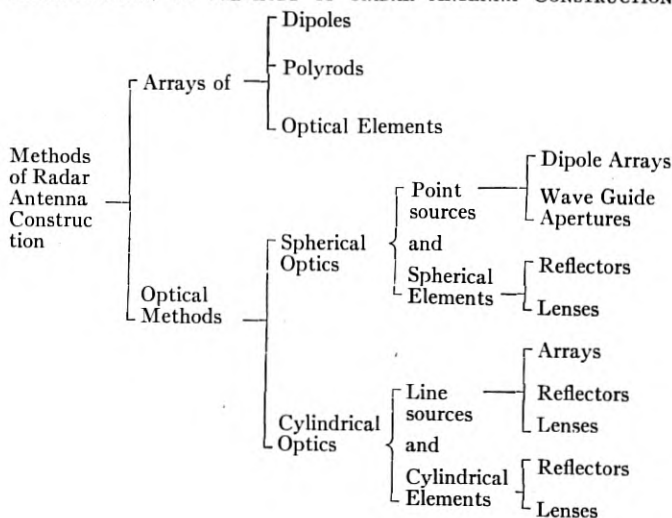 CONSTRUCTION
Dipoles
Arrays of
Polyrods
Optical Elements
Methods
of Radar
Antenna
Construc
tion
Optical
Methods
Spherical
Optics
Point
sources
and
Spherical
Elements
Dipole Arrays
Wave Guide
Apertures
Reflectors
Lenses
Cylindrical
Optics
Line
sources
and
Cylindrical
Elements
Arrays
Reflectors
Lenses
Reflectors
Lenses